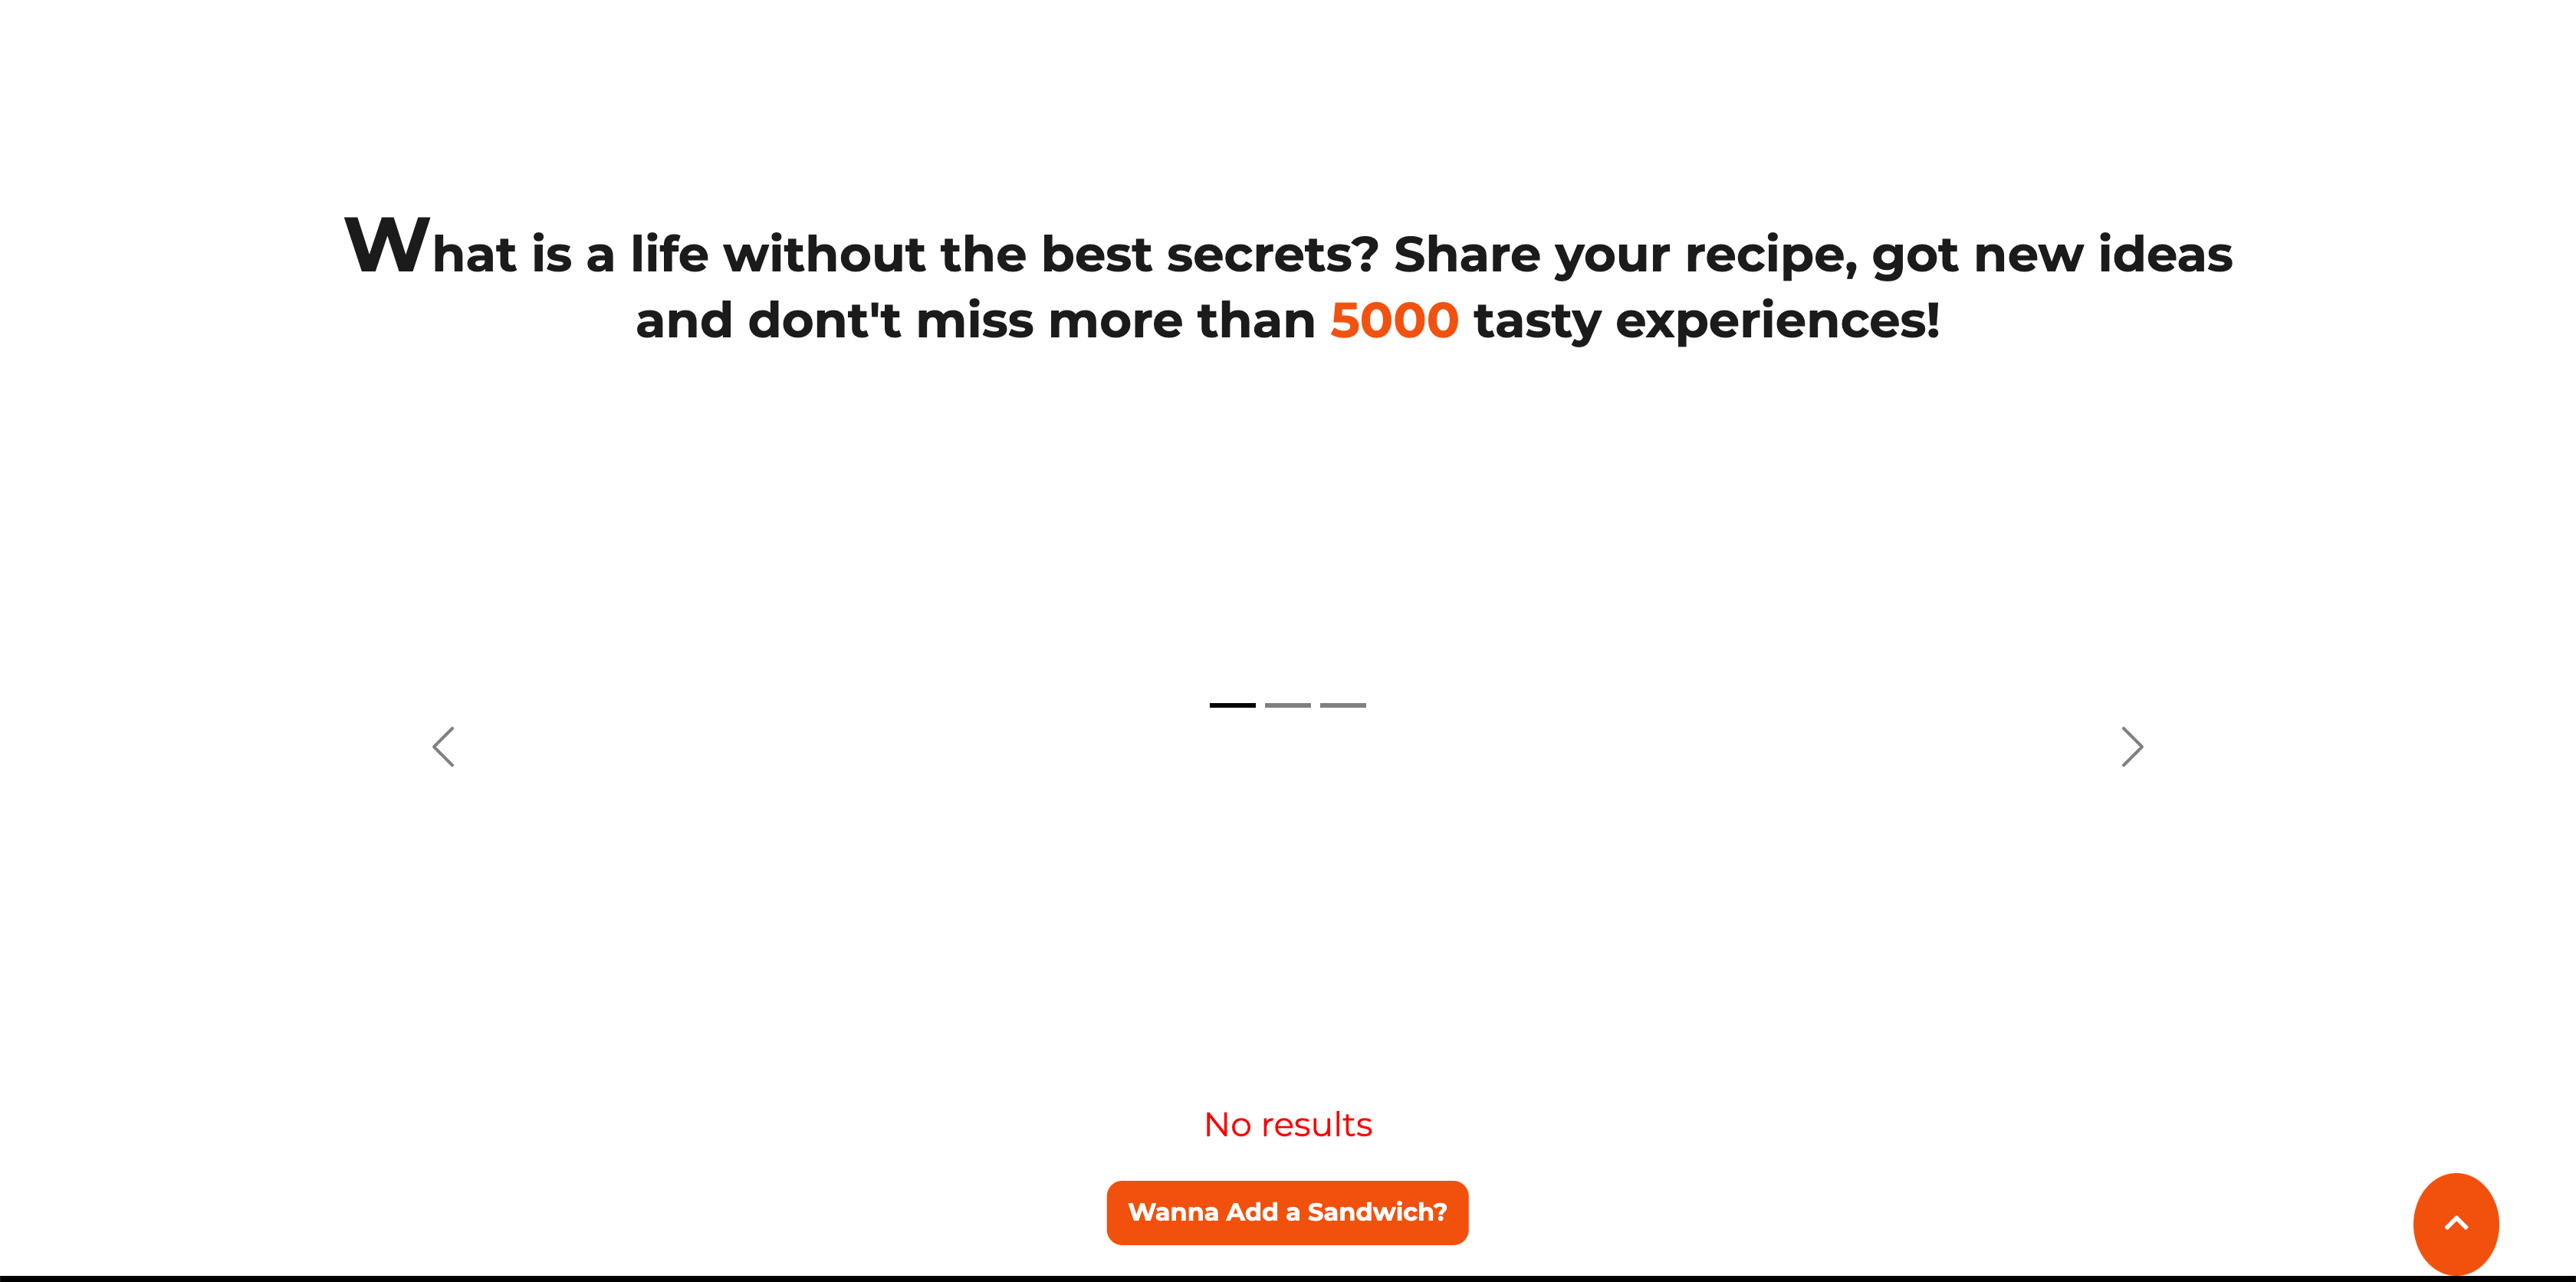 What is a life without the best secrets? Share your recipe, got new ideas
and dont't miss more than 5000 tasty experiences!
No results
Wanna Add a Sandwich?